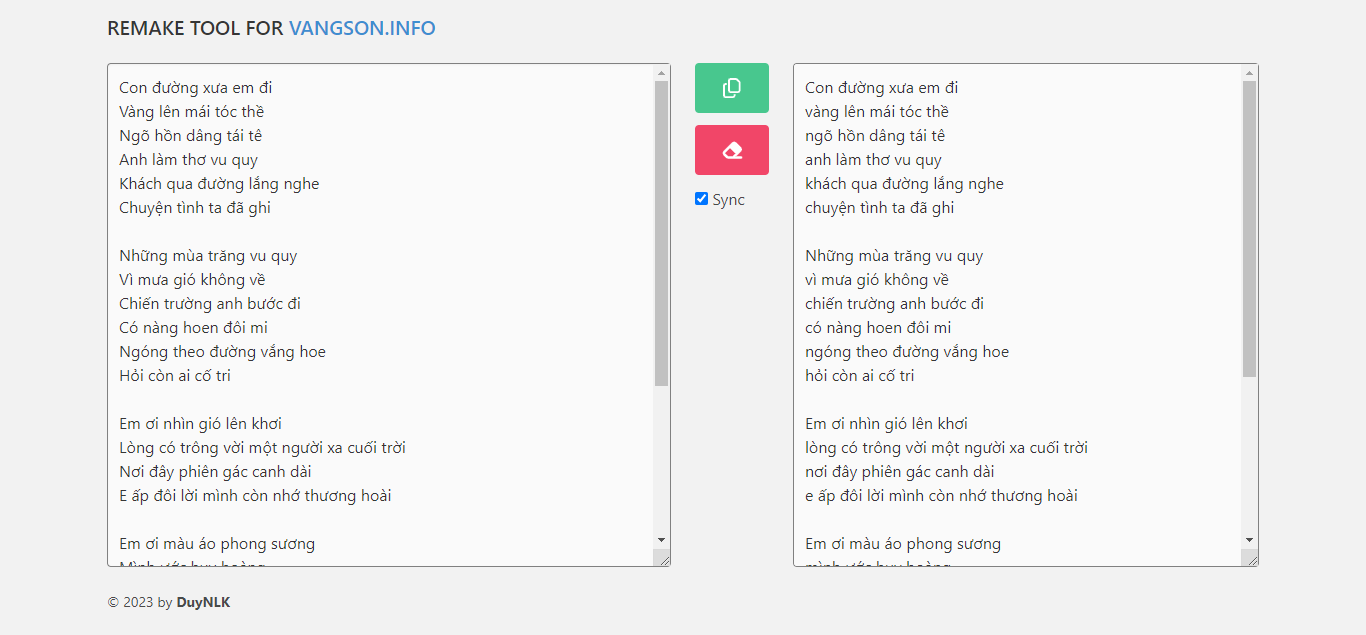 REMAKE TOOL FOR VANGSON.INFO
Con đường xưa em đi
Vàng lên mái tóc thề
Ngõ hồn dâng tái tê
Anh làm thơ vu quy
Khách qua đường lắng nghe
Chuyện tình ta đã ghi
Những mùa trăng vu quy
Vì mưa gió không về
Chiến trường anh bước đi
Có nàng hoen đôi mi
Ngóng theo đường vắng hoe
Hỏi còn ai cố tri
Em ơi nhìn gió lên khơi
Lòng có trông vời một người xa cuối trời
Nơi đây phiên gác canh dài
E ấp đôi lời mình còn nhớ thương hoài
Em ơi màu áo phong sương
Sync
Con đường xưa em đi
vàng lên mái tóc thề
ngõ hồn dâng tái tê
anh làm thơ vu quy
khách qua đường lắng nghe
chuyện tình ta đã ghi
Những mùa trăng vu quy
vì mưa gió không về
chiến trường anh bước đi
có nàng hoen đôi mi
ngóng theo đường vắng hoe
hỏi còn ai cố tri
Em ơi nhìn gió lên khơi
lòng có trông vời một người xa cuối trời
nơi đây phiên gác canh dài
e ấp đôi lời mình còn nhớ thương hoài
Em ơi màu áo phong sương
© 2023 by DuyNLK